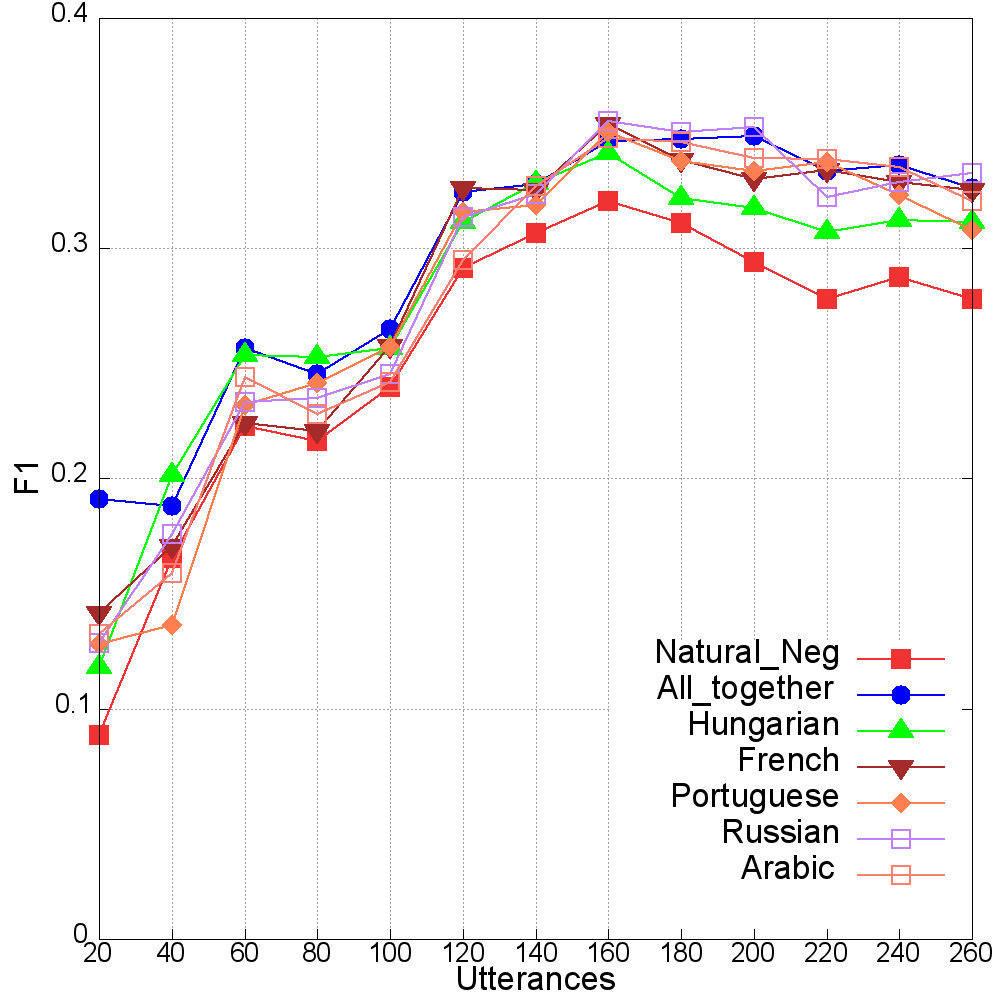 0.4
0.3
0.2
0.1
0
F1
Natural_Neg
All_together
Hungarian
French
Portuguese
Russian
Arabic
20 40 60 80 100 120 140 160 180 200 220 240 260
Utterances